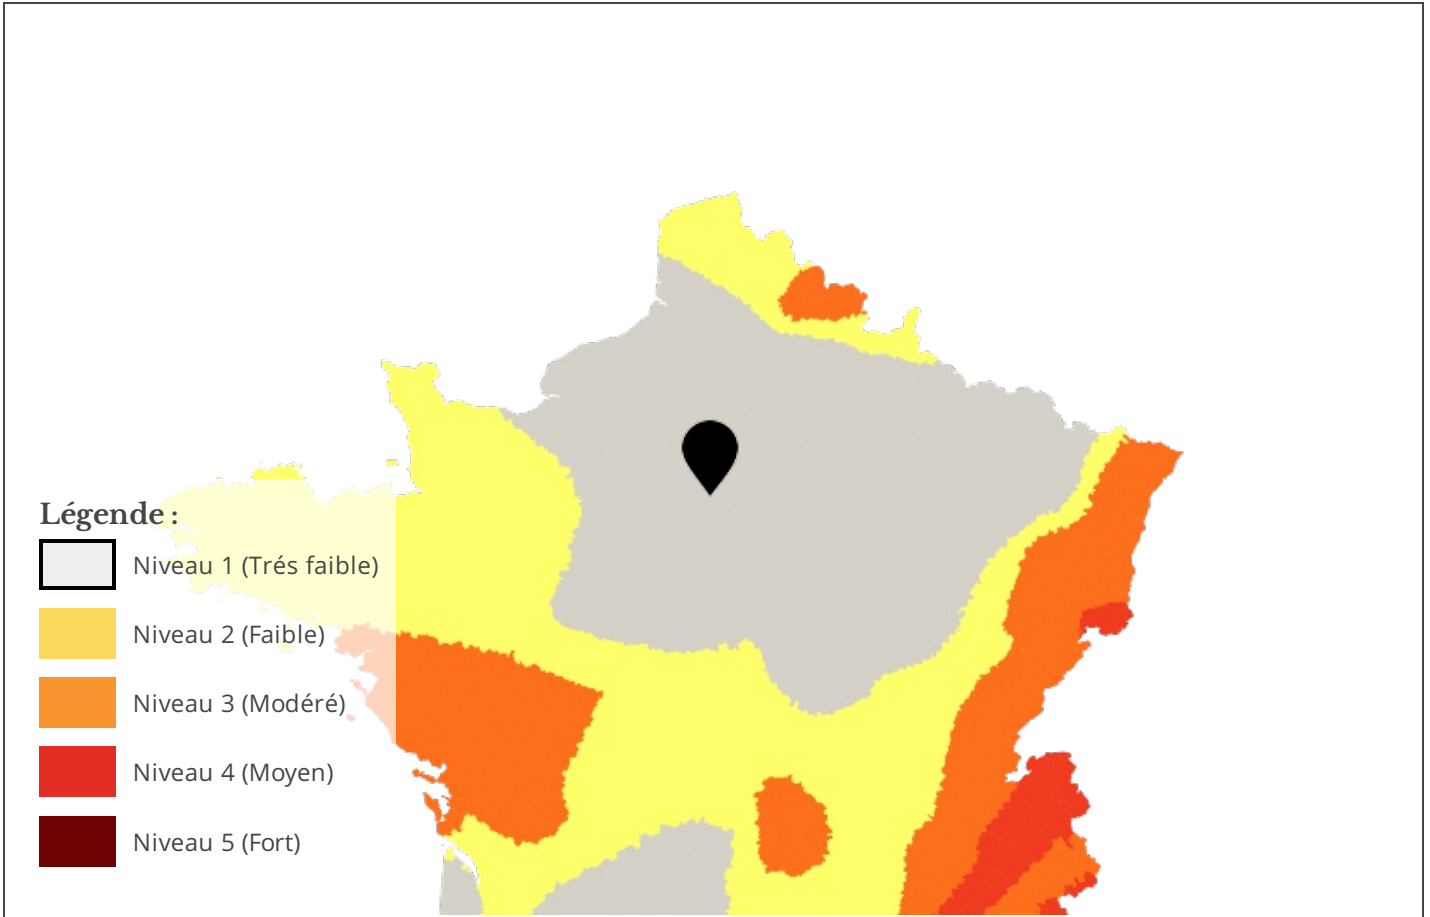 Légende :
Niveau 1 (Trés faible)
Niveau 2 (Faible)
Niveau 3 (Modéré)
Niveau 4 (Moyen)
Niveau 5 (Fort)